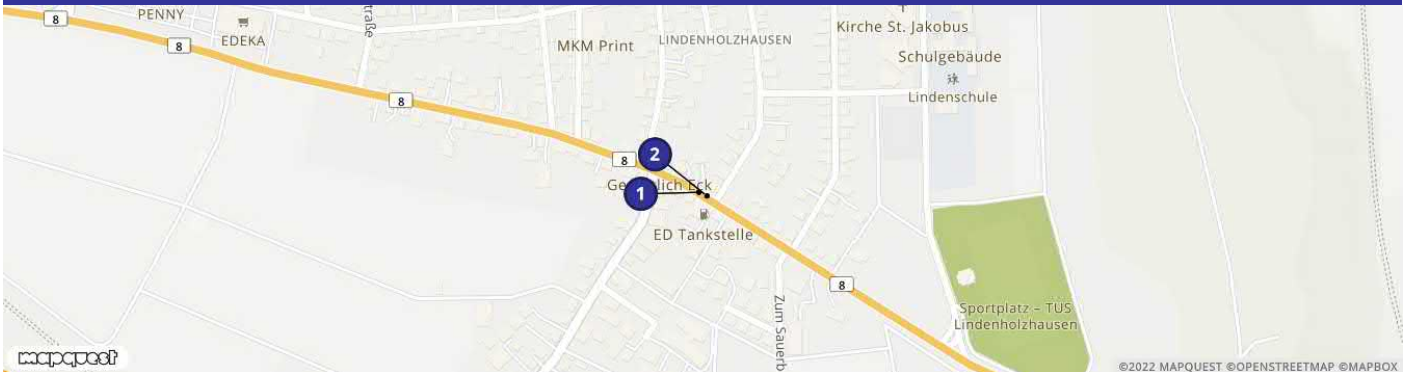 PENNY
8
EDEKA
8
straße
MKM Print
LINDENHOLZHAUSEN
Kirche St. Jakobus
Schulgebäude
Lindenschule
8
8
2
1
Eck
ED Tankstelle
8
Zum Sauerb
Sportplatz – TUS
Lindenholzhausen
mapquest
©2022 MAPQUEST ©OPENSTREETMAP ©MAPBOX